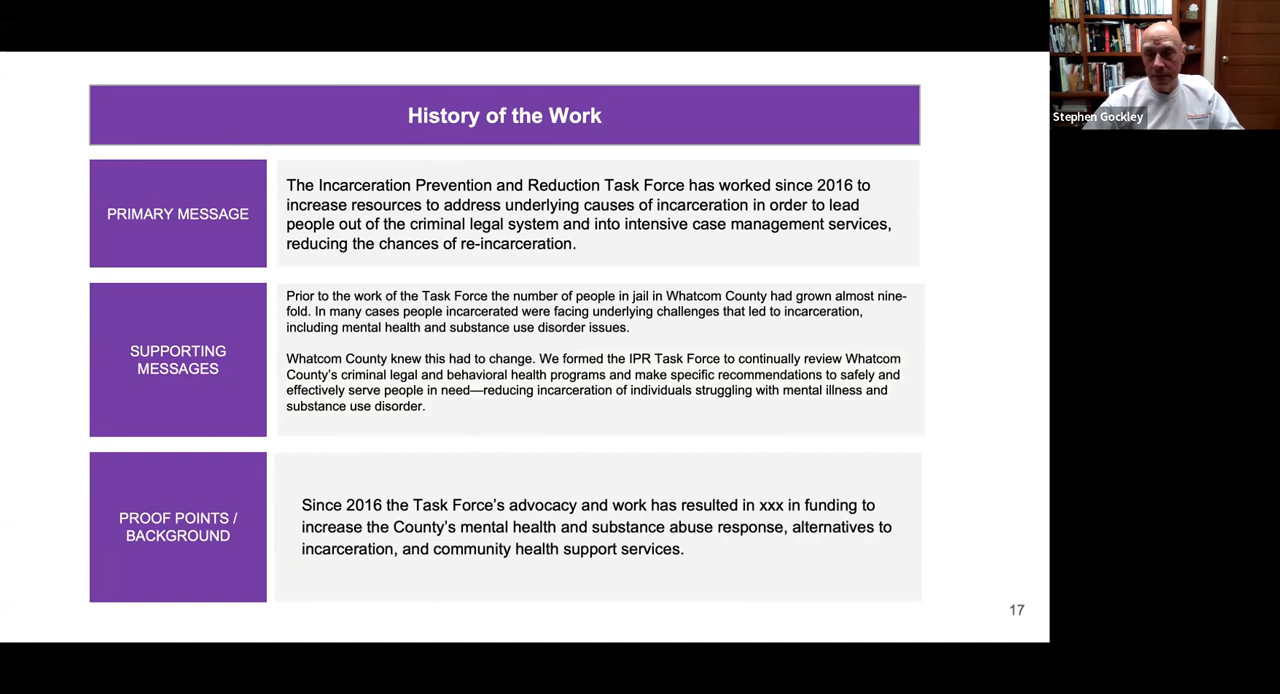 History of the Work
PRIMARY MESSAGE
The Incarceration Prevention and Reduction Task Force has worked since 2016 to
increase resources to address underlying causes of incarceration in order to lead
people out of the criminal legal system and into intensive case management services,
reducing the chances of re-incarceration.
SUPPORTING
MESSAGES
Prior to the work of the Task Force the number of people in jail in Whatcom County had grown almost nine-
fold. In many cases people incarcerated were facing underlying challenges that led to incarceration,
including mental health and substance use disorder issues.
Whatcom County knew this had to change. We formed the IPR Task Force to continually review Whatcom
County’s criminal legal and behavioral health programs and make specific recommendations to safely and
effectively serve people in need—reducing incarceration of individuals struggling with mental illness and
substance use disorder.
PROOF POINTS /
BACKGROUND
Since 2016 the Task Force’s advocacy and work has resulted in xxx in funding to
increase the County’s mental health and substance abuse response, alternatives to
incarceration, and community health support services.
17
Stephen Gockley